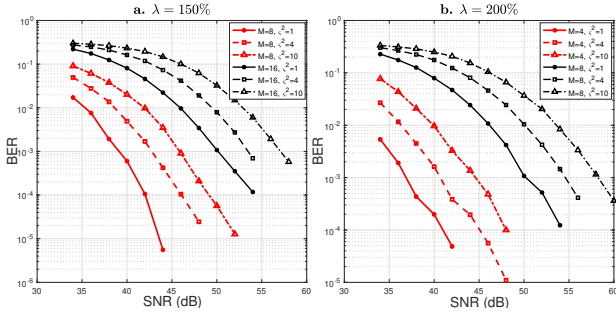 a. λ = 150%
10^0
10^-1
10^-2
10^-3
10^-4
10^-5
10^-6
BER
30 35 40 45 50 55 60
SNR (dB)
M=8, ς²=1
M=8, ς²=4
M=8, ς²=10
M=16, ς²=1
M=16, ς²=4
M=16, ς²=10
b. λ = 200%
10^0
10^-1
10^-2
10^-3
10^-4
10^-5
BER
30 35 40 45 50 55 60
SNR (dB)
M=4, ς²=1
M=4, ς²=4
M=4, ς²=10
M=8, ς²=1
M=8, ς²=4
M=8, ς²=10